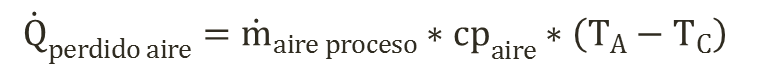 Q̇perdido aire = ṁaire proceso * cpaire * (TA − TC)